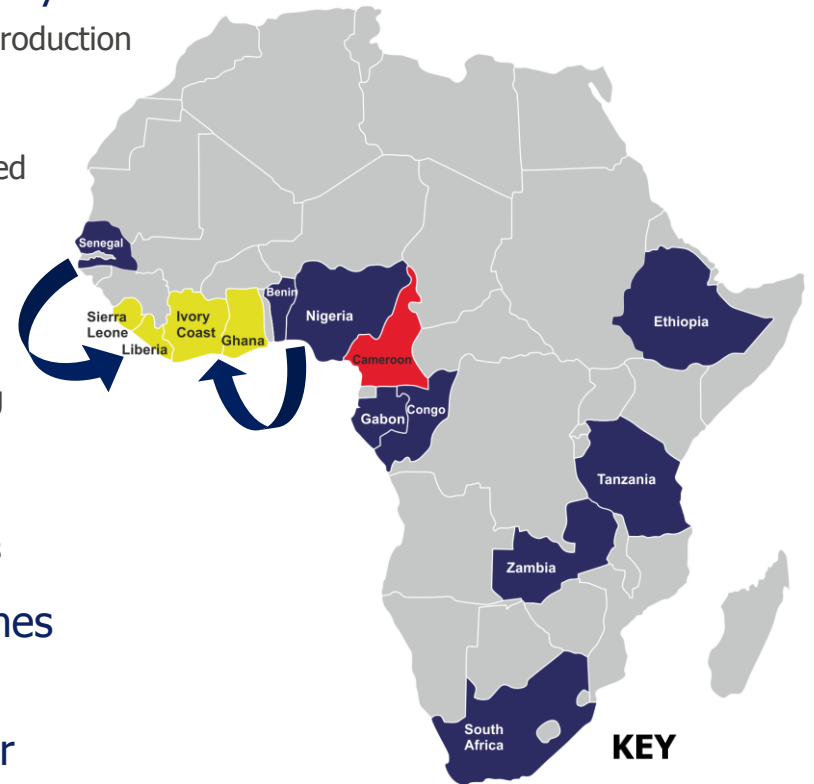 roduction
ed
s
nes
r
Senegal
Sierra
Leone
Liberia
Ivory
Coast
Ghana
Benin
Nigeria
Cameroon
Gabon
Congo
Ethiopia
Tanzania
Zambia
South
Africa
KEY